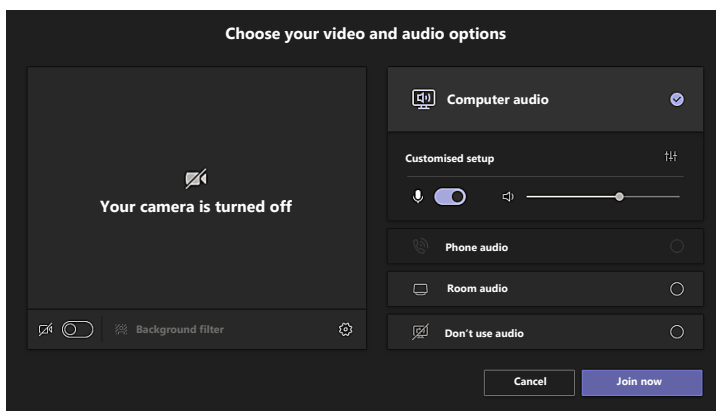 Choose your video and audio options
Your camera is turned off
Background filter
Computer audio
Customised setup
Phone audio
Room audio
Don't use audio
Cancel
Join now